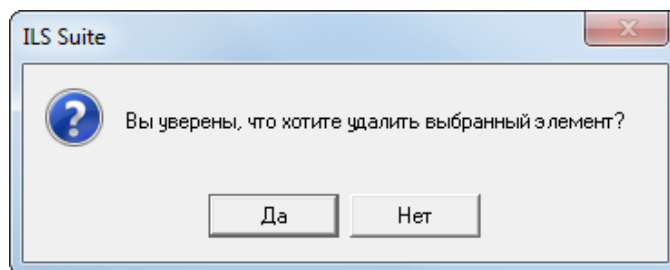 ILS Suite
Вы уверены, что хотите удалить выбранный элемент?
Да Нет